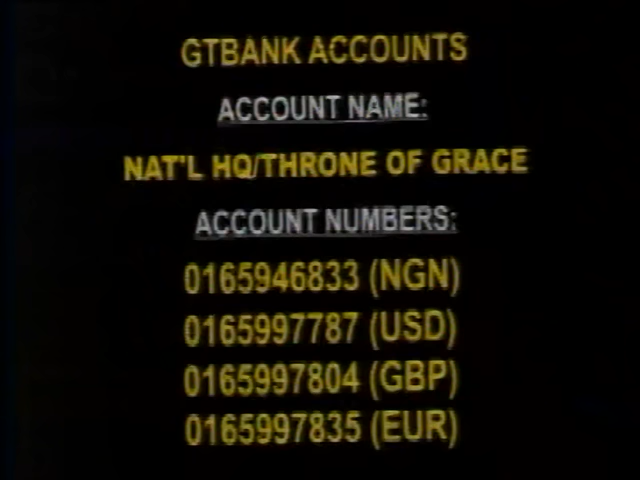 GTBANK ACCOUNTS
ACCOUNT NAME:
NAT'L HQ/THRONE OF GRACE
ACCOUNT NUMBERS:
0165946833 (NGN)
0165997787 (USD)
0165997804 (GBP)
0165997835 (EUR)